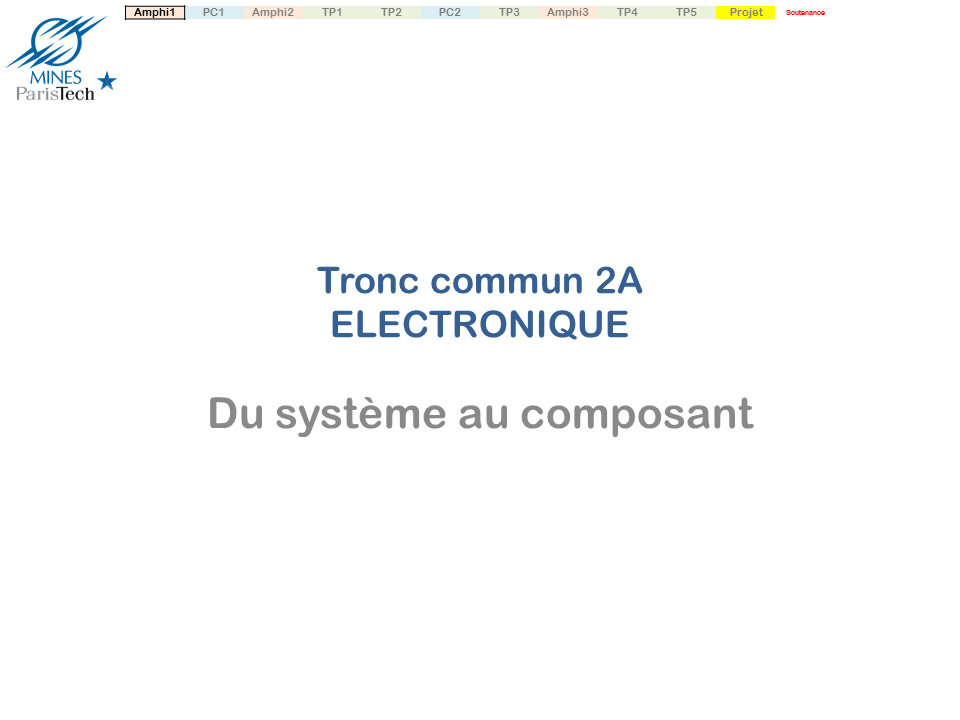 Amphi1 PC1 Amphi2 TP1 TP2 PC2 TP3 Amphi3 TP4 TP5 Projet Soutenance
MINES
ParisTech
Tronc commun 2A
ELECTRONIQUE
Du système au composant